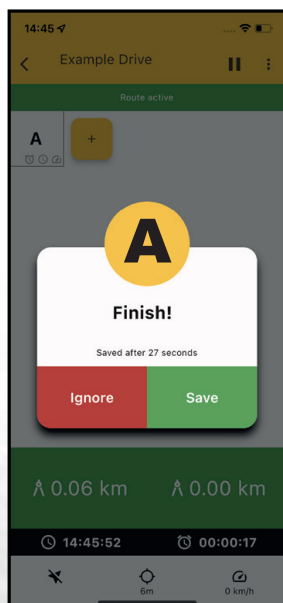 14:45
Example Drive
Route active
A
+
A
Finish!
Saved after 27 seconds
Ignore
Save
0.06 km
0.00 km
14:45:52
00:00:17
6m
0 km/h